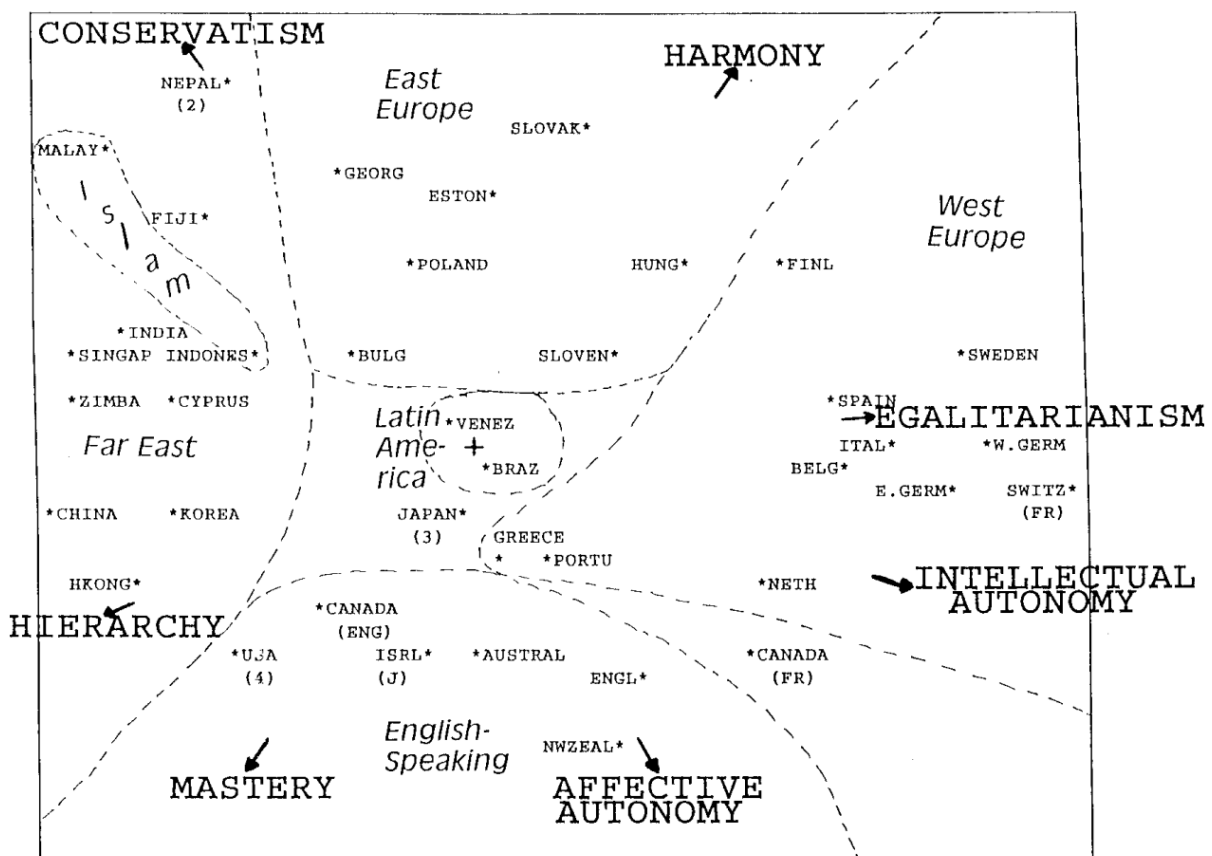 CONSERVATISM
HARMONY
NEPAL*
(2)
East
Europe
SLOVAK*
MALAY*
*GEORG
ESTON*
Islam
FIJI*
West
Europe
*POLAND
HUNG*
*FINL
*INDIA
*SINGAP INDONES*
*BULG
SLOVEN*
*SWEDEN
*ZIMBA
*CYPRUS
*SPAIN
EGALITARIANISM
Latin
Ame-
rica
*VENEZ
+
*BRAZ
Far East
ITAL*
*W.GERM
BELG*
E.GERM*
SWITZ*
(FR)
*CHINA
*KOREA
JAPAN*
(3)
GREECE
*
*PORTU
HKONG*
*NETH
INTELLECTUAL
AUTONOMY
HIERARCHY
*CANADA
(ENG)
*USA
(4)
ISRL*
(J)
*AUSTRAL
ENGL*
*CANADA
(FR)
English-
Speaking
NWZEAL*
MASTERY
AFFECTIVE
AUTONOMY